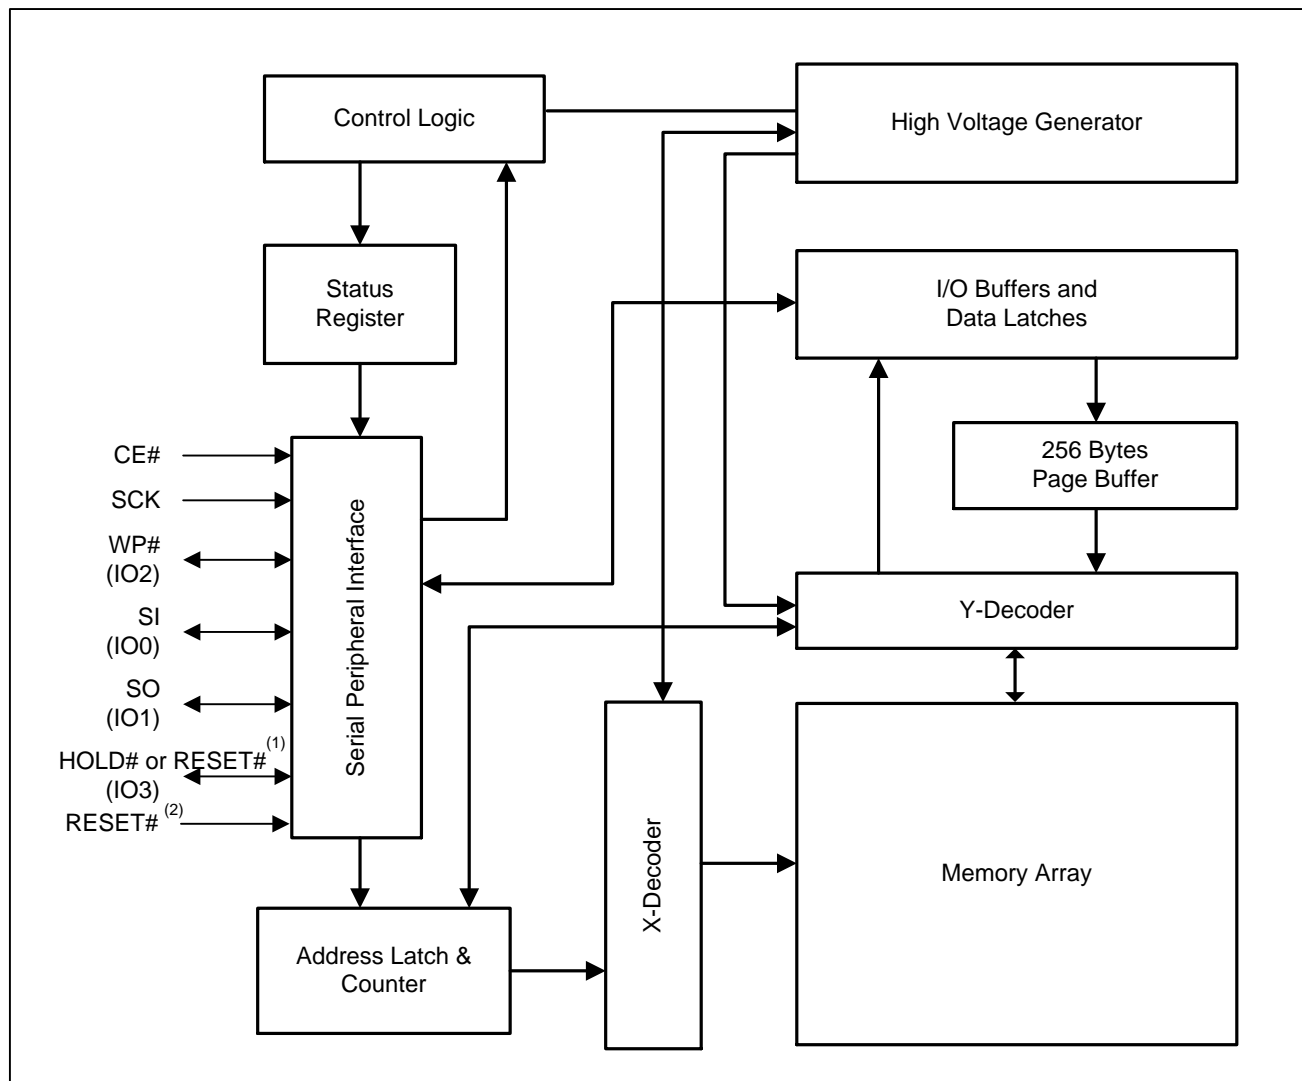 Control Logic
High Voltage Generator
Status
Register
I/O Buffers and
Data Latches
256 Bytes
Page Buffer
CE#
SCK
WP#
(IO2)
SI
(IO0)
SO
(IO1)
HOLD# or RESET# (1)
(IO3)
RESET# (2)
Serial Peripheral Interface
Y-Decoder
X-Decoder
Memory Array
Address Latch &
Counter